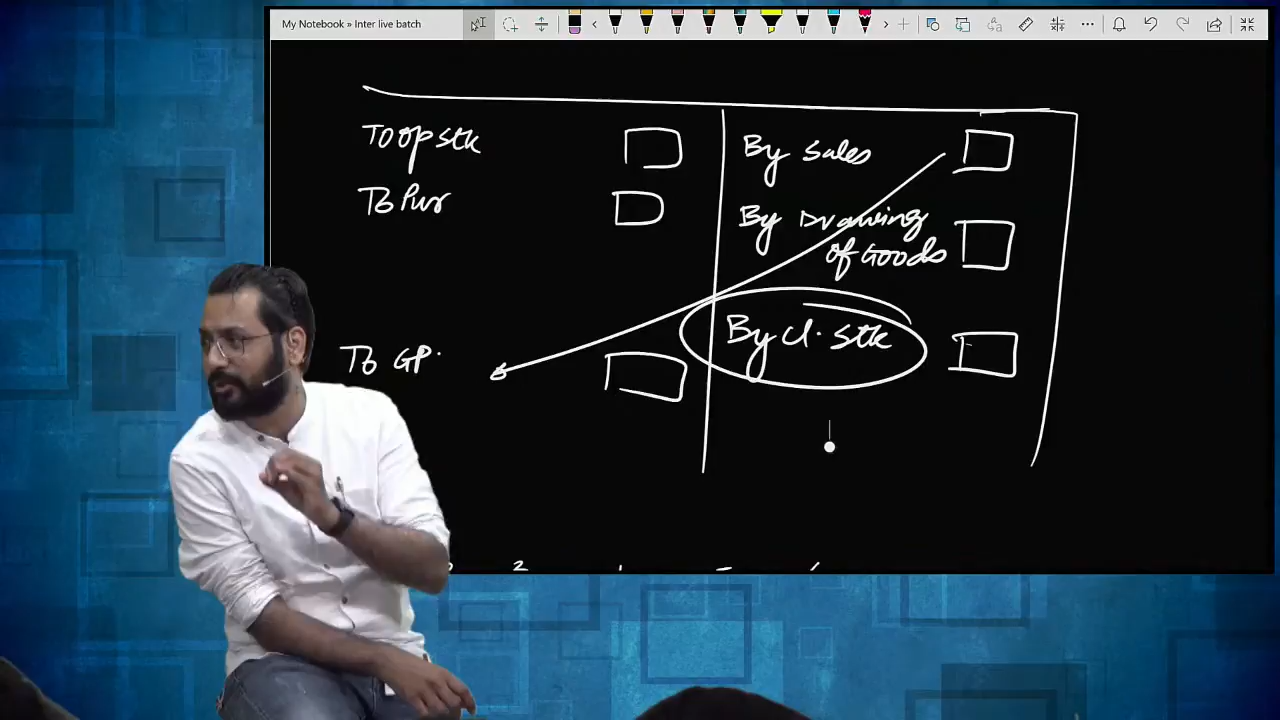 My Notebook » Inter live batch
To op stk
By Sales
To Pur
By Drawing
of Goods
By Cl. Stk
To GP.